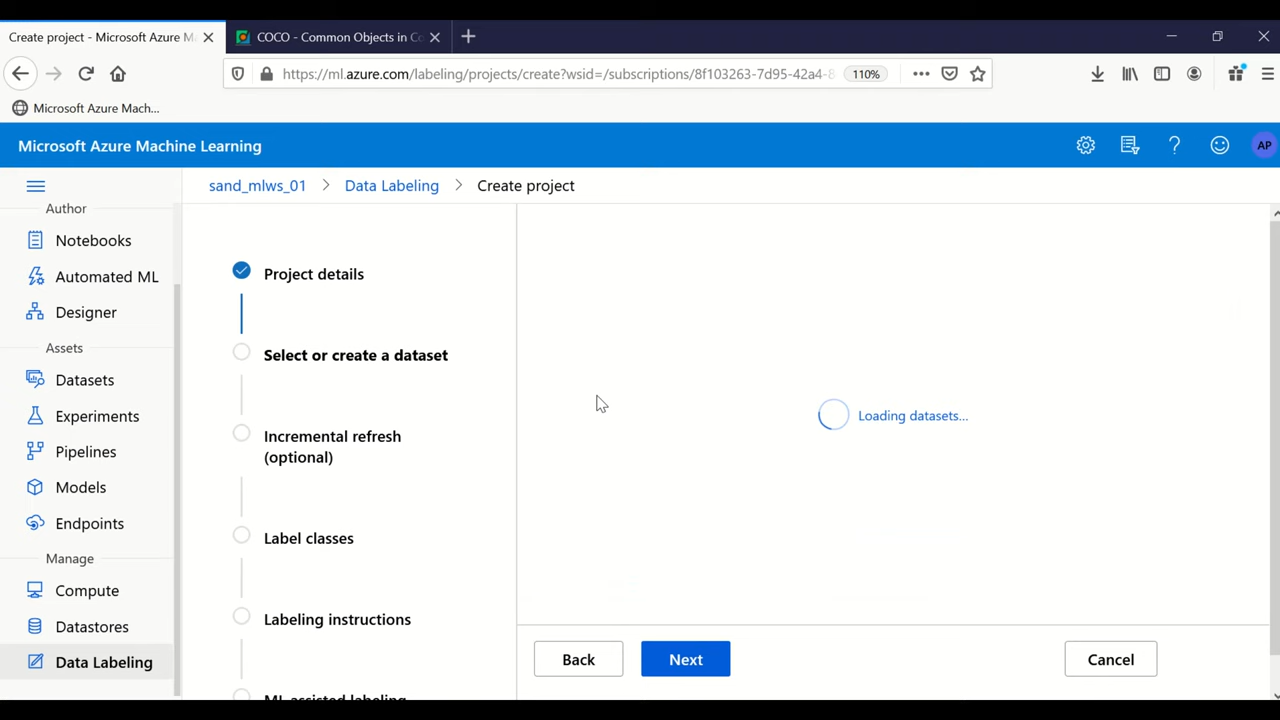 Create project - Microsoft Azure M
COCO - Common Objects in Co
https://ml.azure.com/labeling/projects/create?wsid=/subscriptions/8f103263-7d95-42a4-8
110%
Microsoft Azure Mach...
Microsoft Azure Machine Learning
AP
sand_mlws_01 > Data Labeling > Create project
Author
Notebooks
Automated ML
Designer
Assets
Datasets
Experiments
Pipelines
Models
Endpoints
Manage
Compute
Datastores
Data Labeling
Project details
Select or create a dataset
Incremental refresh
(optional)
Label classes
Labeling instructions
ML assisted labeling
Loading datasets...
Back
Next
Cancel